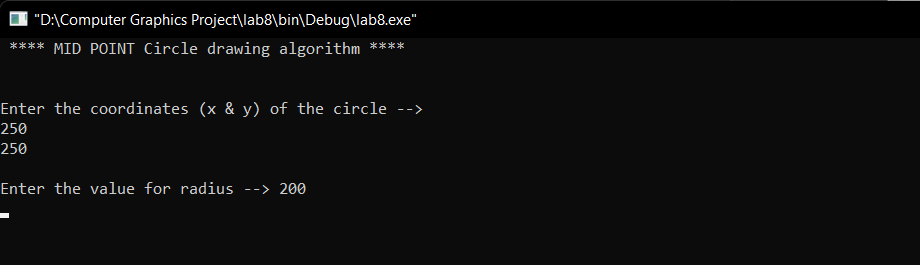 "D:\Computer Graphics Project\lab8\bin\Debug\lab8.exe"
**** MID POINT Circle drawing algorithm ****
Enter the coordinates (x & y) of the circle -->
250
250
Enter the value for radius --> 200